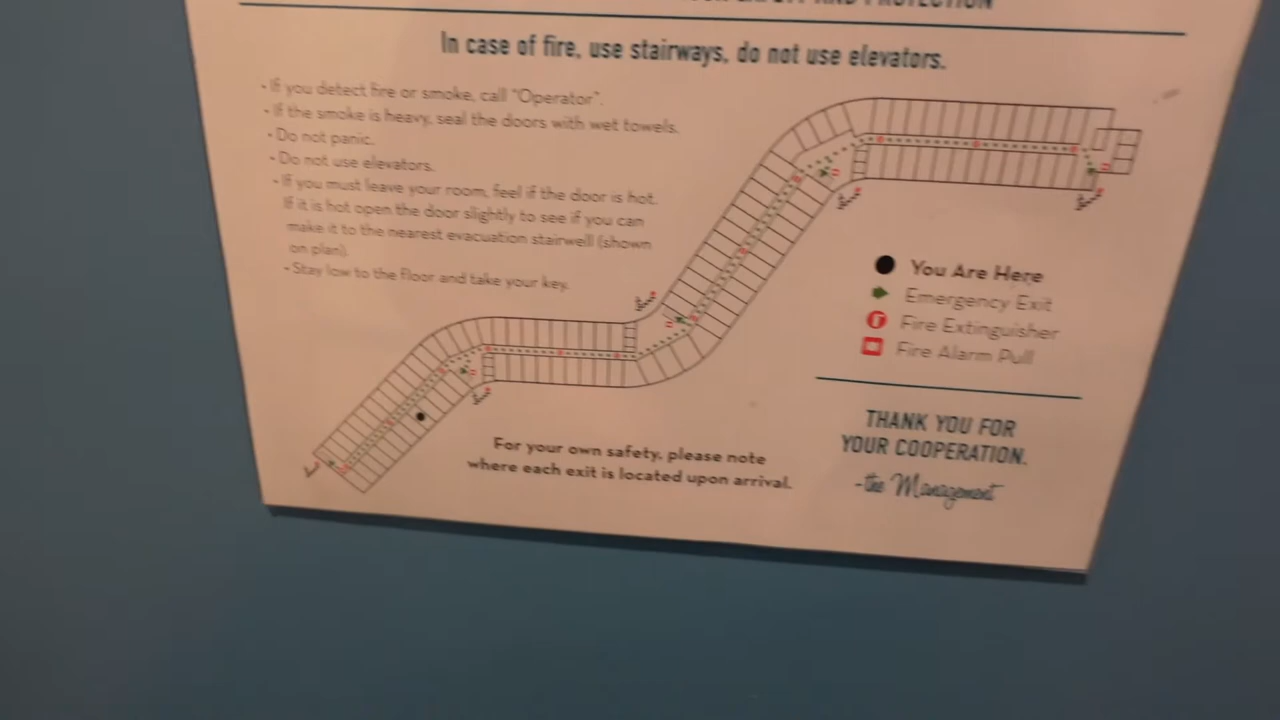 SAFETY AND PROTECTION
In case of fire, use stairways, do not use elevators.
• If you detect fire or smoke, call "Operator".
• If the smoke is heavy, seal the doors with wet towels.
• Do not panic.
• Do not use elevators.
• If you must leave your room, feel if the door is hot.
If it is hot open the door slightly to see if you can
make it to the nearest evacuation stairwell (shown
on plan).
• Stay low to the floor and take your key.
You Are Here
Emergency Exit
Fire Extinguisher
Fire Alarm Pull
For your own safety, please note
where each exit is located upon arrival.
THANK YOU FOR
YOUR COOPERATION.
-the Management